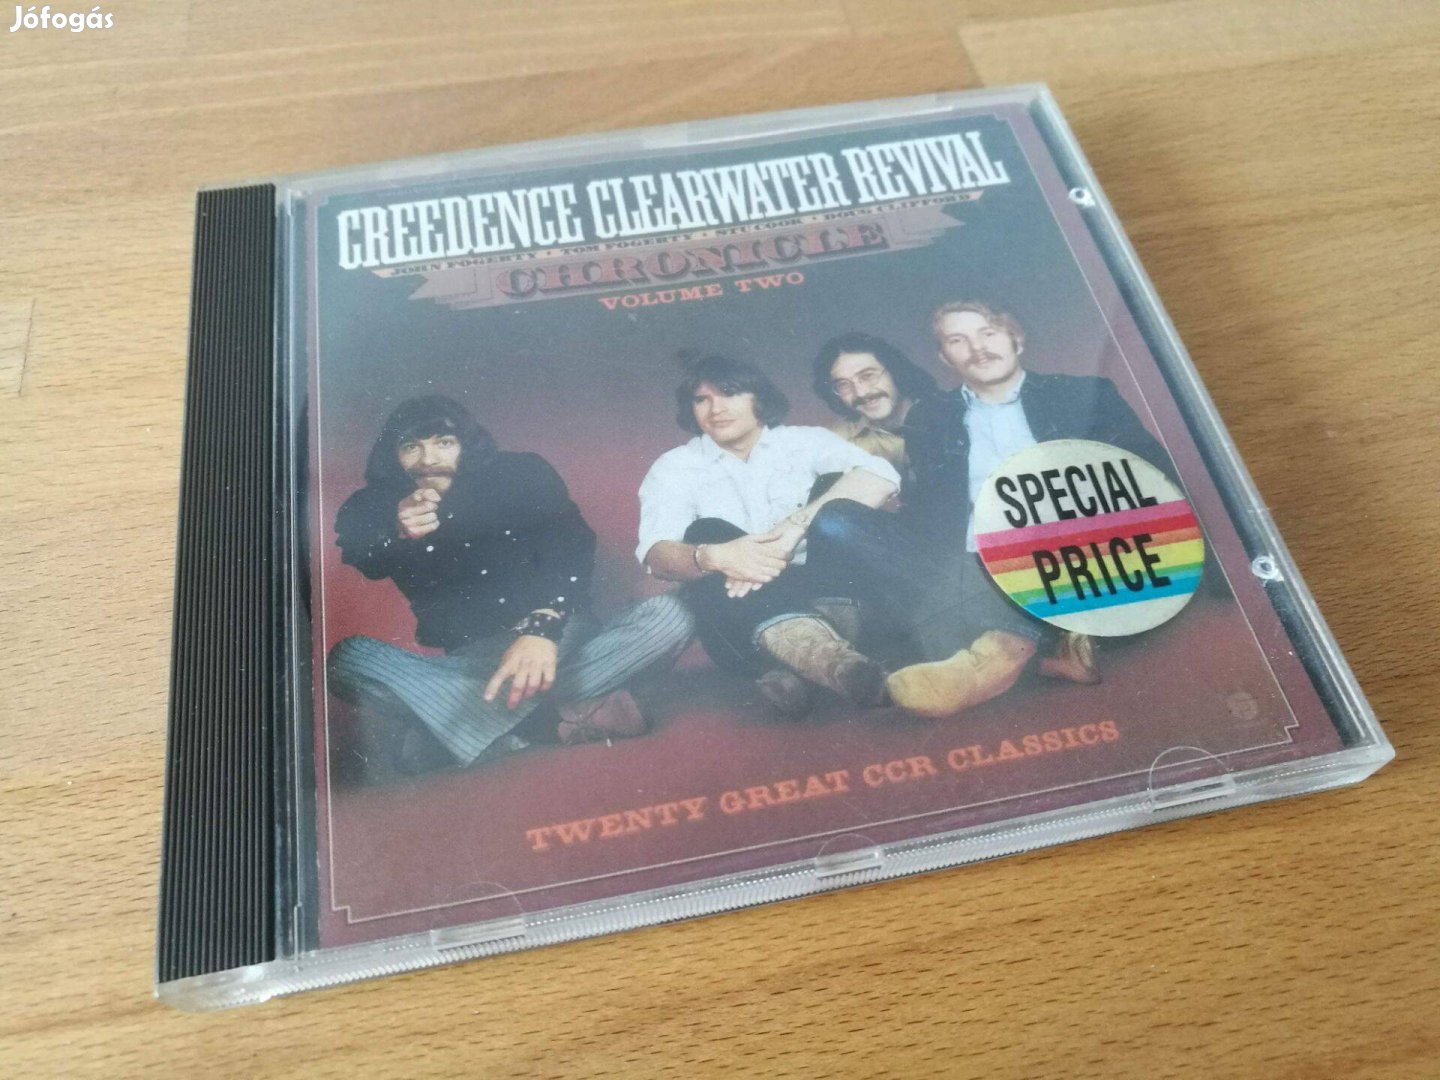 Jófogás
CREEDENCE CLEARWATER REVIVAL
JOHN FOGERTY · TOM FOGERTY · STU COOK · DOUG CLIFFORD
CHRONICLE
VOLUME TWO
SPECIAL
PRICE
TWENTY GREAT CCR CLASSICS